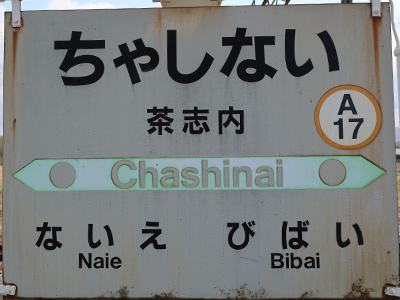 ちゃしない
茶志内
A
17
Chashinai
ないえ びばい
Naie Bibai